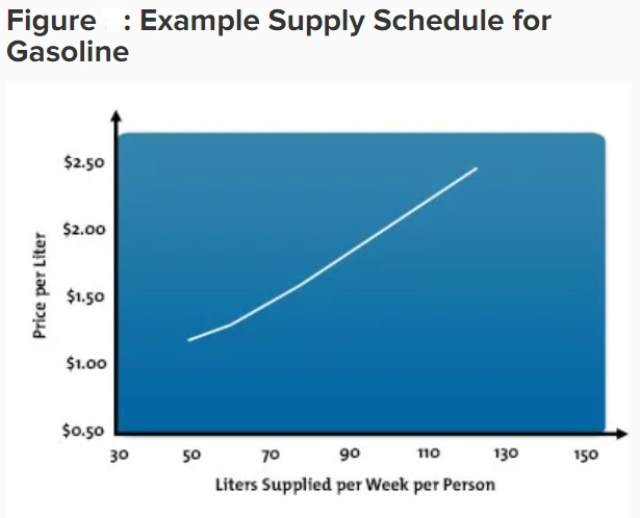 Figure : Example Supply Schedule for
Gasoline
$2.50
$2.00
$1.50
$1.00
$0.50
Price per Liter
30 50 70 90 110 130 150
Liters Supplied per Week per Person